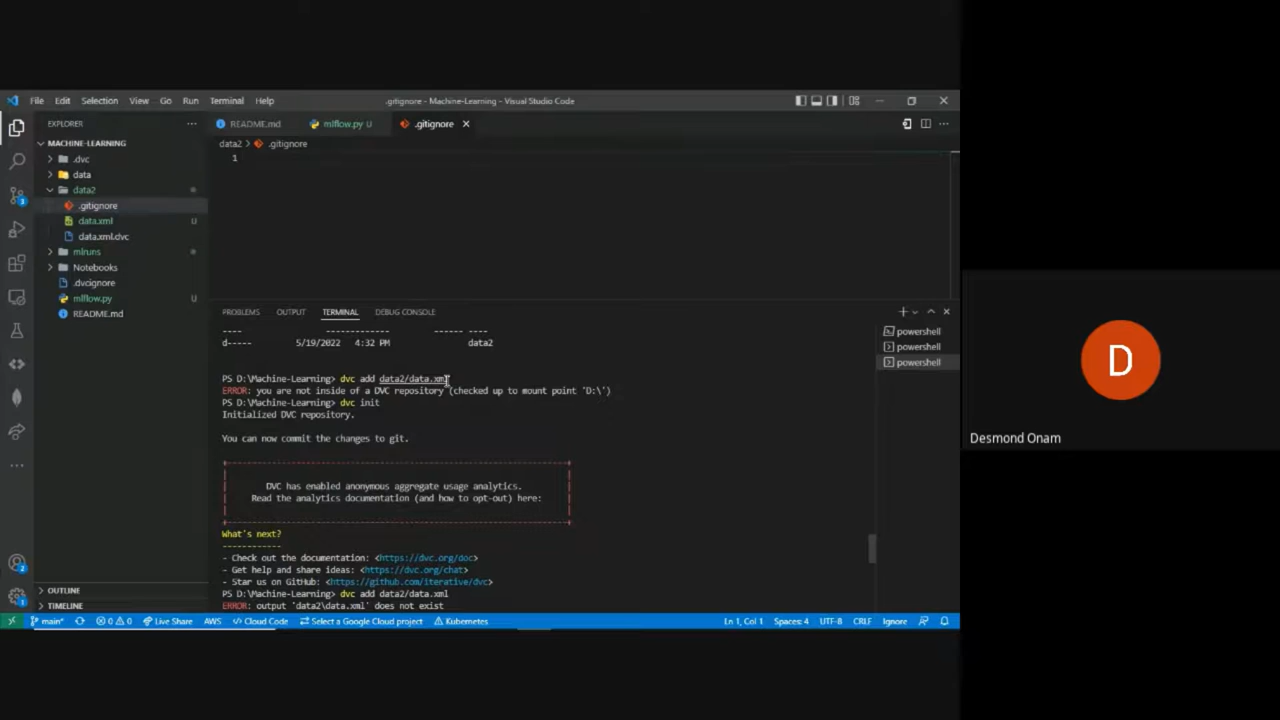 File Edit Selection View Go Run Terminal Help
.gitignore - Machine-Learning - Visual Studio Code
EXPLORER
README.md
mlflow.py U
.gitignore
MACHINE-LEARNING
data2 > .gitignore
1
.dvc
data
data2
.gitignore
data.xml U
data.xml.dvc
mlruns
Notebooks
.dvcignore
mlflow.py U
README.md
PROBLEMS OUTPUT TERMINAL DEBUG CONSOLE
---- ------------- ------ ----
d----- 5/19/2022 4:32 PM data2
PS D:\Machine-Learning> dvc add data2/data.xml
ERROR: you are not inside of a DVC repository (checked up to mount point 'D:\')
PS D:\Machine-Learning> dvc init
Initialized DVC repository.
You can now commit the changes to git.
DVC has enabled anonymous aggregate usage analytics.
Read the analytics documentation (and how to opt-out) here:
What's next?
------------
- Check out the documentation: <https://dvc.org/doc>
- Get help and share ideas: <https://dvc.org/chat>
- Star us on GitHub: <https://github.com/iterative/dvc>
PS D:\Machine-Learning> dvc add data2/data.xml
ERROR: output 'data2\data.xml' does not exist
powershell
powershell
powershell
OUTLINE
TIMELINE
main* 0 0 Live Share AWS Cloud Code Select a Google Cloud project Kubernetes
Ln 1, Col 1 Spaces: 4 UTF-8 CRLF Ignore
D
Desmond Onam